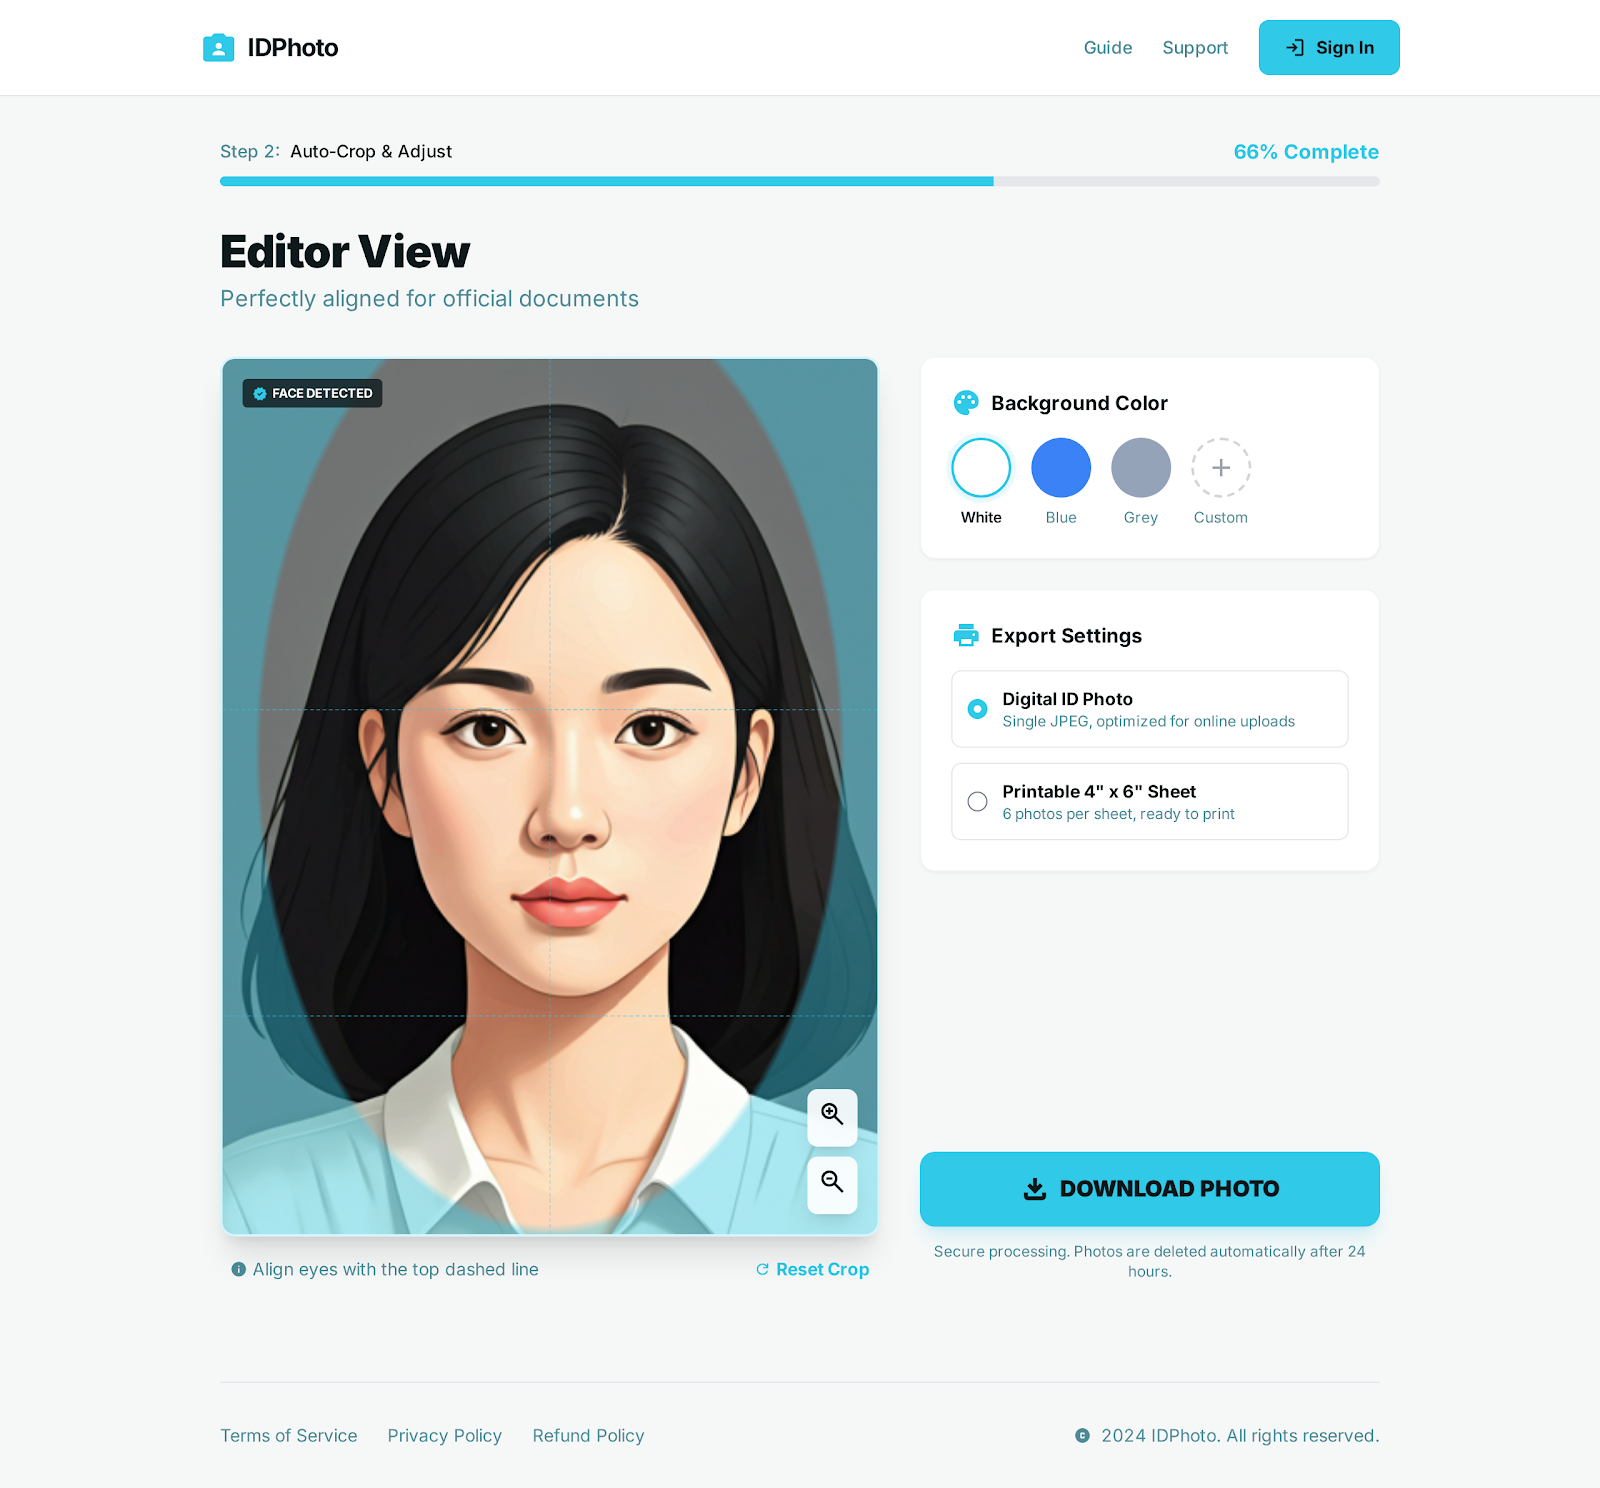 IDPhoto
Guide
Support
Sign In
Step 2: Auto-Crop & Adjust
66% Complete
Editor View
Perfectly aligned for official documents
FACE DETECTED
Background Color
White
Blue
Grey
Custom
Export Settings
Digital ID Photo
Single JPEG, optimized for online uploads
Printable 4" x 6" Sheet
6 photos per sheet, ready to print
DOWNLOAD PHOTO
Secure processing. Photos are deleted automatically after 24
hours.
Align eyes with the top dashed line
Reset Crop
Terms of Service
Privacy Policy
Refund Policy
© 2024 IDPhoto. All rights reserved.